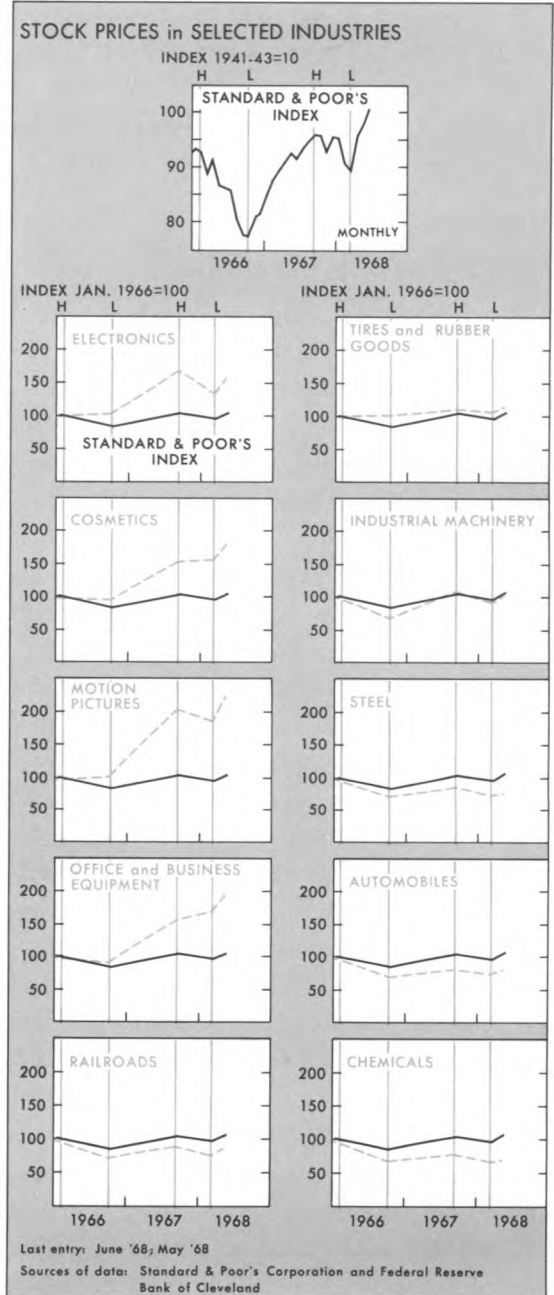 STOCK PRICES in SELECTED INDUSTRIES
INDEX 1941-43=10
H L H L
STANDARD & POOR'S
INDEX
100
90
80
MONTHLY
1966 1967 1968
INDEX JAN. 1966=100
H L H L
ELECTRONICS
200
150
100
50
STANDARD & POOR'S
INDEX
COSMETICS
200
150
100
50
MOTION
PICTURES
200
150
100
50
OFFICE and BUSINESS
EQUIPMENT
200
150
100
50
RAILROADS
200
150
100
50
1966 1967 1968
INDEX JAN. 1966=100
H L H L
TIRES and RUBBER
GOODS
200
150
100
50
INDUSTRIAL MACHINERY
200
150
100
50
STEEL
200
150
100
50
AUTOMOBILES
200
150
100
50
CHEMICALS
200
150
100
50
1966 1967 1968
Last entry: June '68; May '68
Sources of data: Standard & Poor's Corporation and Federal Reserve
Bank of Cleveland